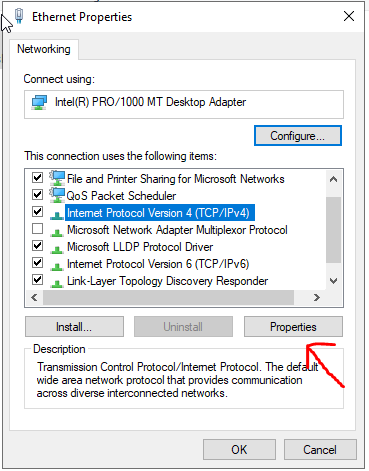 Ethernet Properties
Networking
Connect using:
Intel(R) PRO/1000 MT Desktop Adapter
Configure...
This connection uses the following items:
File and Printer Sharing for Microsoft Networks
QoS Packet Scheduler
Internet Protocol Version 4 (TCP/IPv4)
Microsoft Network Adapter Multiplexor Protocol
Microsoft LLDP Protocol Driver
Internet Protocol Version 6 (TCP/IPv6)
Link-Layer Topology Discovery Responder
Install...
Uninstall
Properties
Description
Transmission Control Protocol/Internet Protocol. The default
wide area network protocol that provides communication
across diverse interconnected networks.
OK
Cancel